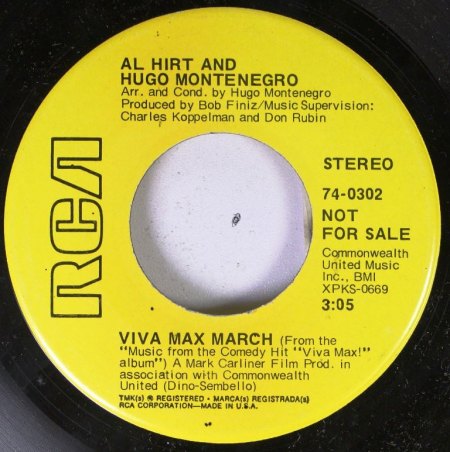 AL HIRT AND
HUGO MONTENEGRO
Arr. and Cond. by Hugo Montenegro
Produced by Bob Finiz/Music Supervision:
Charles Koppelman and Don Rubin
RCA
STEREO
74-0302
NOT
FOR SALE
Commonwealth
United Music
Inc., BMI
XPKS-0669
3:05
VIVA MAX MARCH (From the
"Music from the Comedy Hit "Viva Max!"
album") A Mark Carliner Film Prod. in
association with Commonwealth
United (Dino-Sembello)
TMK(s) ® REGISTERED • MARCA(s) REGISTRADA(s)
RCA CORPORATION—MADE IN U.S.A.